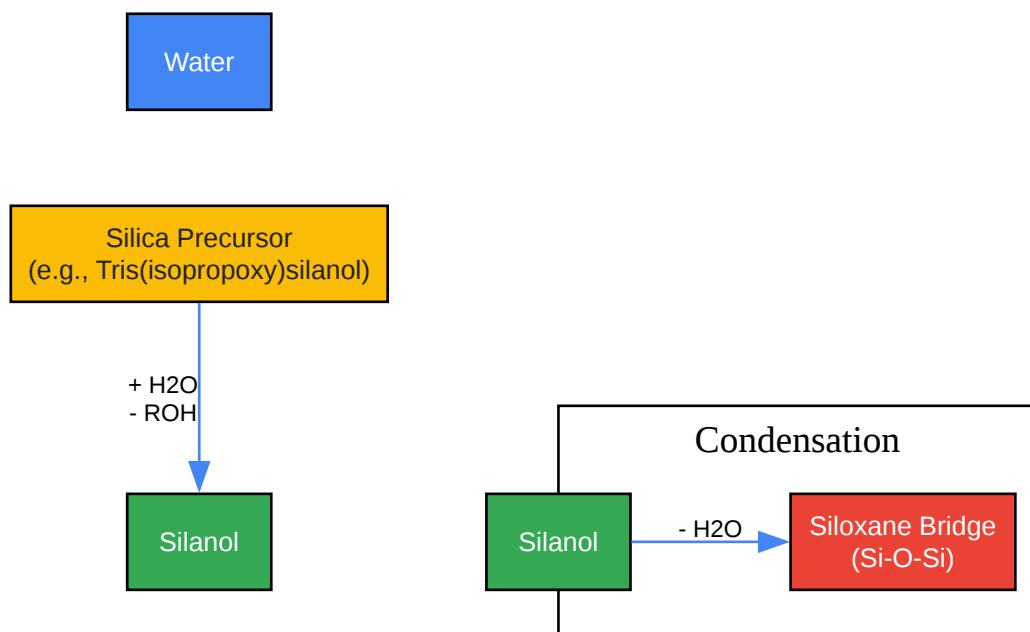 Water
Silica Precursor
(e.g., Tris(isopropoxy)silanol)
+ H2O
- ROH
Condensation
Silanol
Silanol
- H2O
Siloxane Bridge
(Si-O-Si)